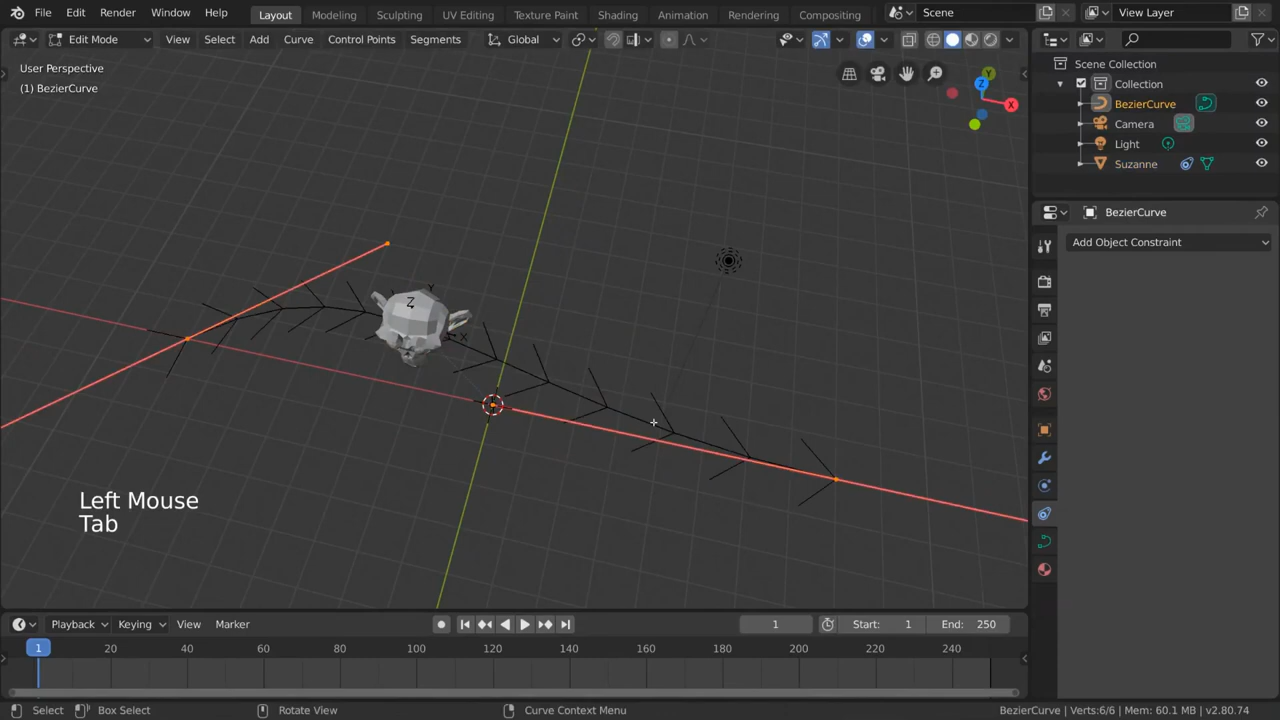 File Edit Render Window Help Layout Modeling Sculpting UV Editing Texture Paint Shading Animation Rendering Compositing Scene View Layer
Edit Mode View Select Add Curve Control Points Segments Global
User Perspective
(1) BezierCurve
Scene Collection
Collection
BezierCurve
Camera
Light
Suzanne
BezierCurve
Add Object Constraint
Z
X
Y
Z
Y
X
Left Mouse
Tab
Playback Keying View Marker 1 Start: 1 End: 250
1 20 40 60 80 100 120 140 160 180 200 220 240
Select Box Select Rotate View Curve Context Menu BezierCurve | Verts:6/6 | Mem: 60.1 MB | v2.80.74